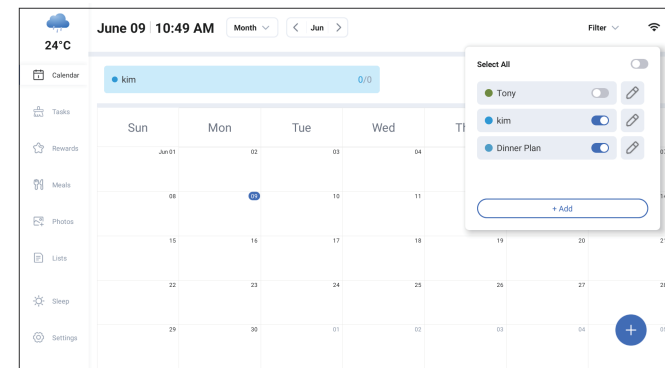 24°C
June 09 10:49 AM
Month
Jun
Filter
Calendar
Tasks
Rewards
Meals
Photos
Lists
Sleep
Settings
kim
0/0
Select All
Tony
kim
Dinner Plan
+ Add
Sun Mon Tue Wed
Jun 01 02 03 04
08 09 10 11
15 16 17 18 19 20
22 23 24 25 26 27
29 30 01 02 03 04